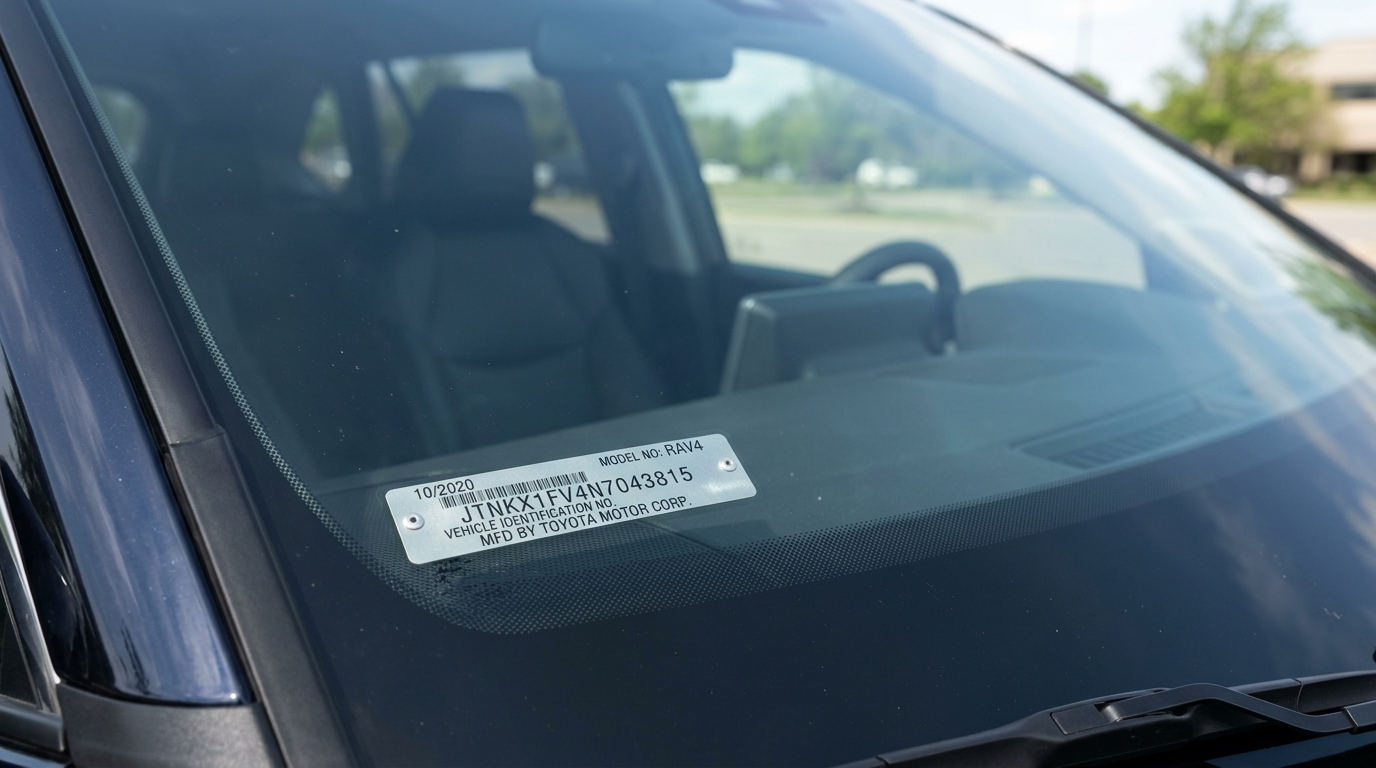 10/2020 MODEL NO: RAV4
JTNKX1FV4N7043815
VEHICLE IDENTIFICATION NO.
MFD BY TOYOTA MOTOR CORP.